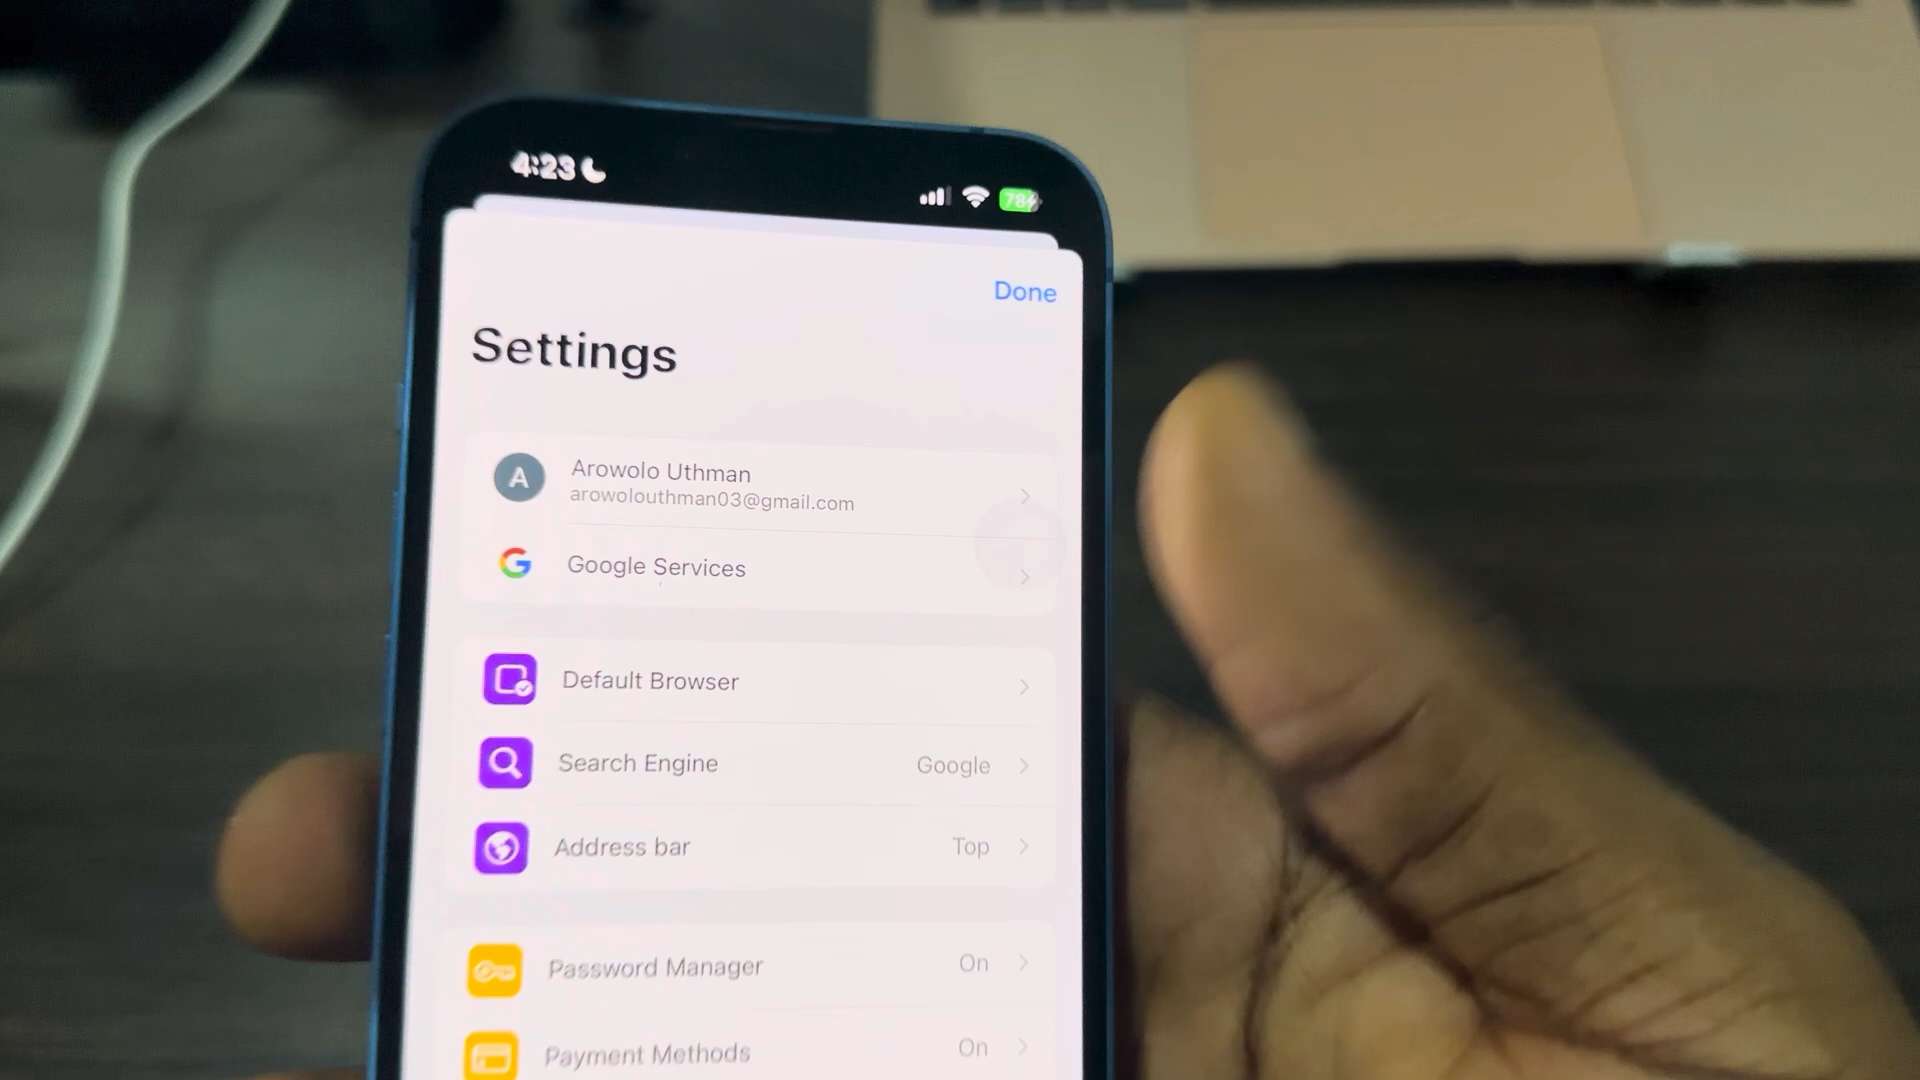 4:23
78
Done
Settings
A
Arowolo Uthman
arowolouthman03@gmail.com
Google Services
Default Browser
Search Engine Google
Address bar Top
Password Manager On
Payment Methods On